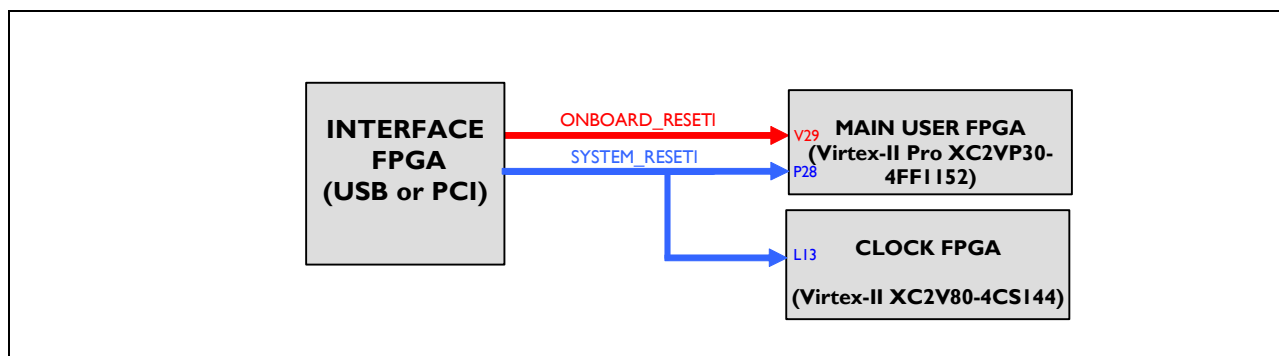 INTERFACE
FPGA
(USB or PCI)
ONBOARD_RESETI
SYSTEM_RESETI
V29
P28
MAIN USER FPGA
(Virtex-II Pro XC2VP30-
4FF1152)
L13
CLOCK FPGA
(Virtex-II XC2V80-4CS144)